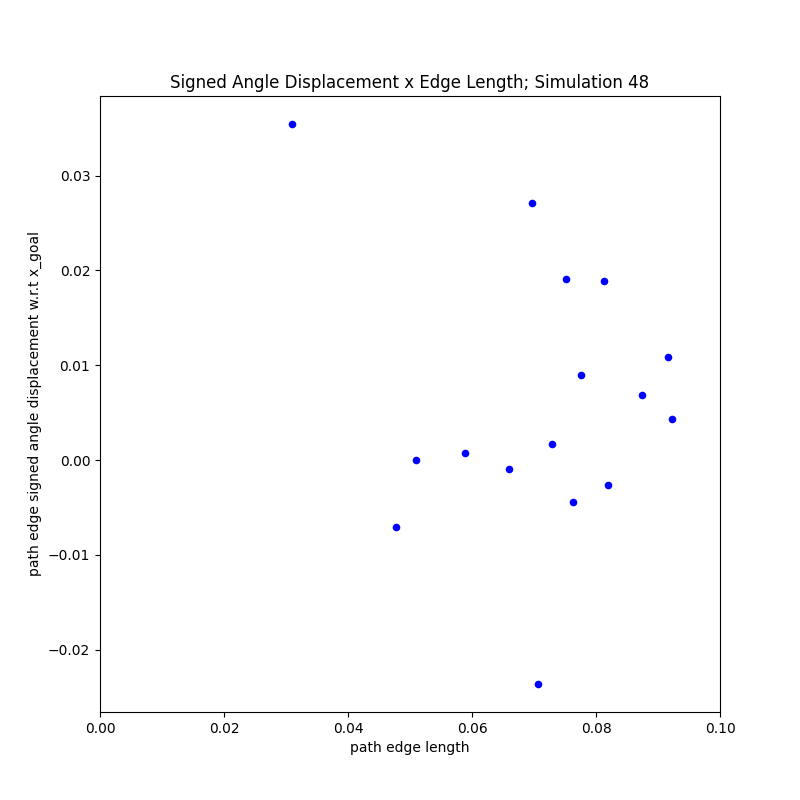 Signed Angle Displacement x Edge Length; Simulation 48
path edge signed angle displacement w.r.t x_goal
0.03
0.02
0.01
0.00
−0.01
−0.02
0.00 0.02 0.04 0.06 0.08 0.10
path edge length